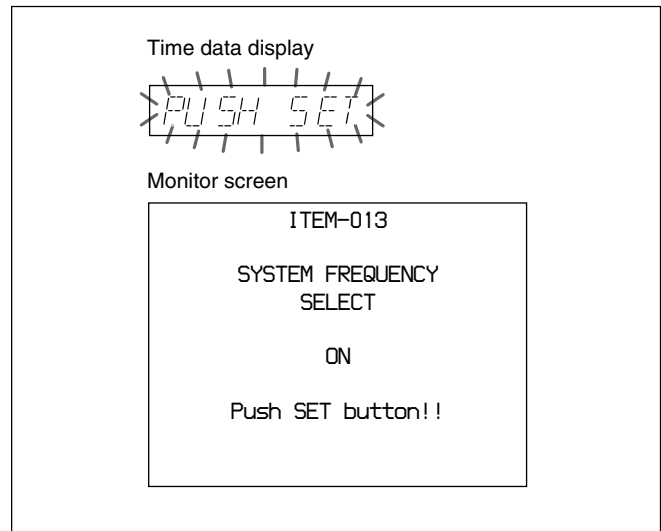 Time data display
PUSH SET
Monitor screen
ITEM-013
SYSTEM FREQUENCY
SELECT
ON
Push SET button!!